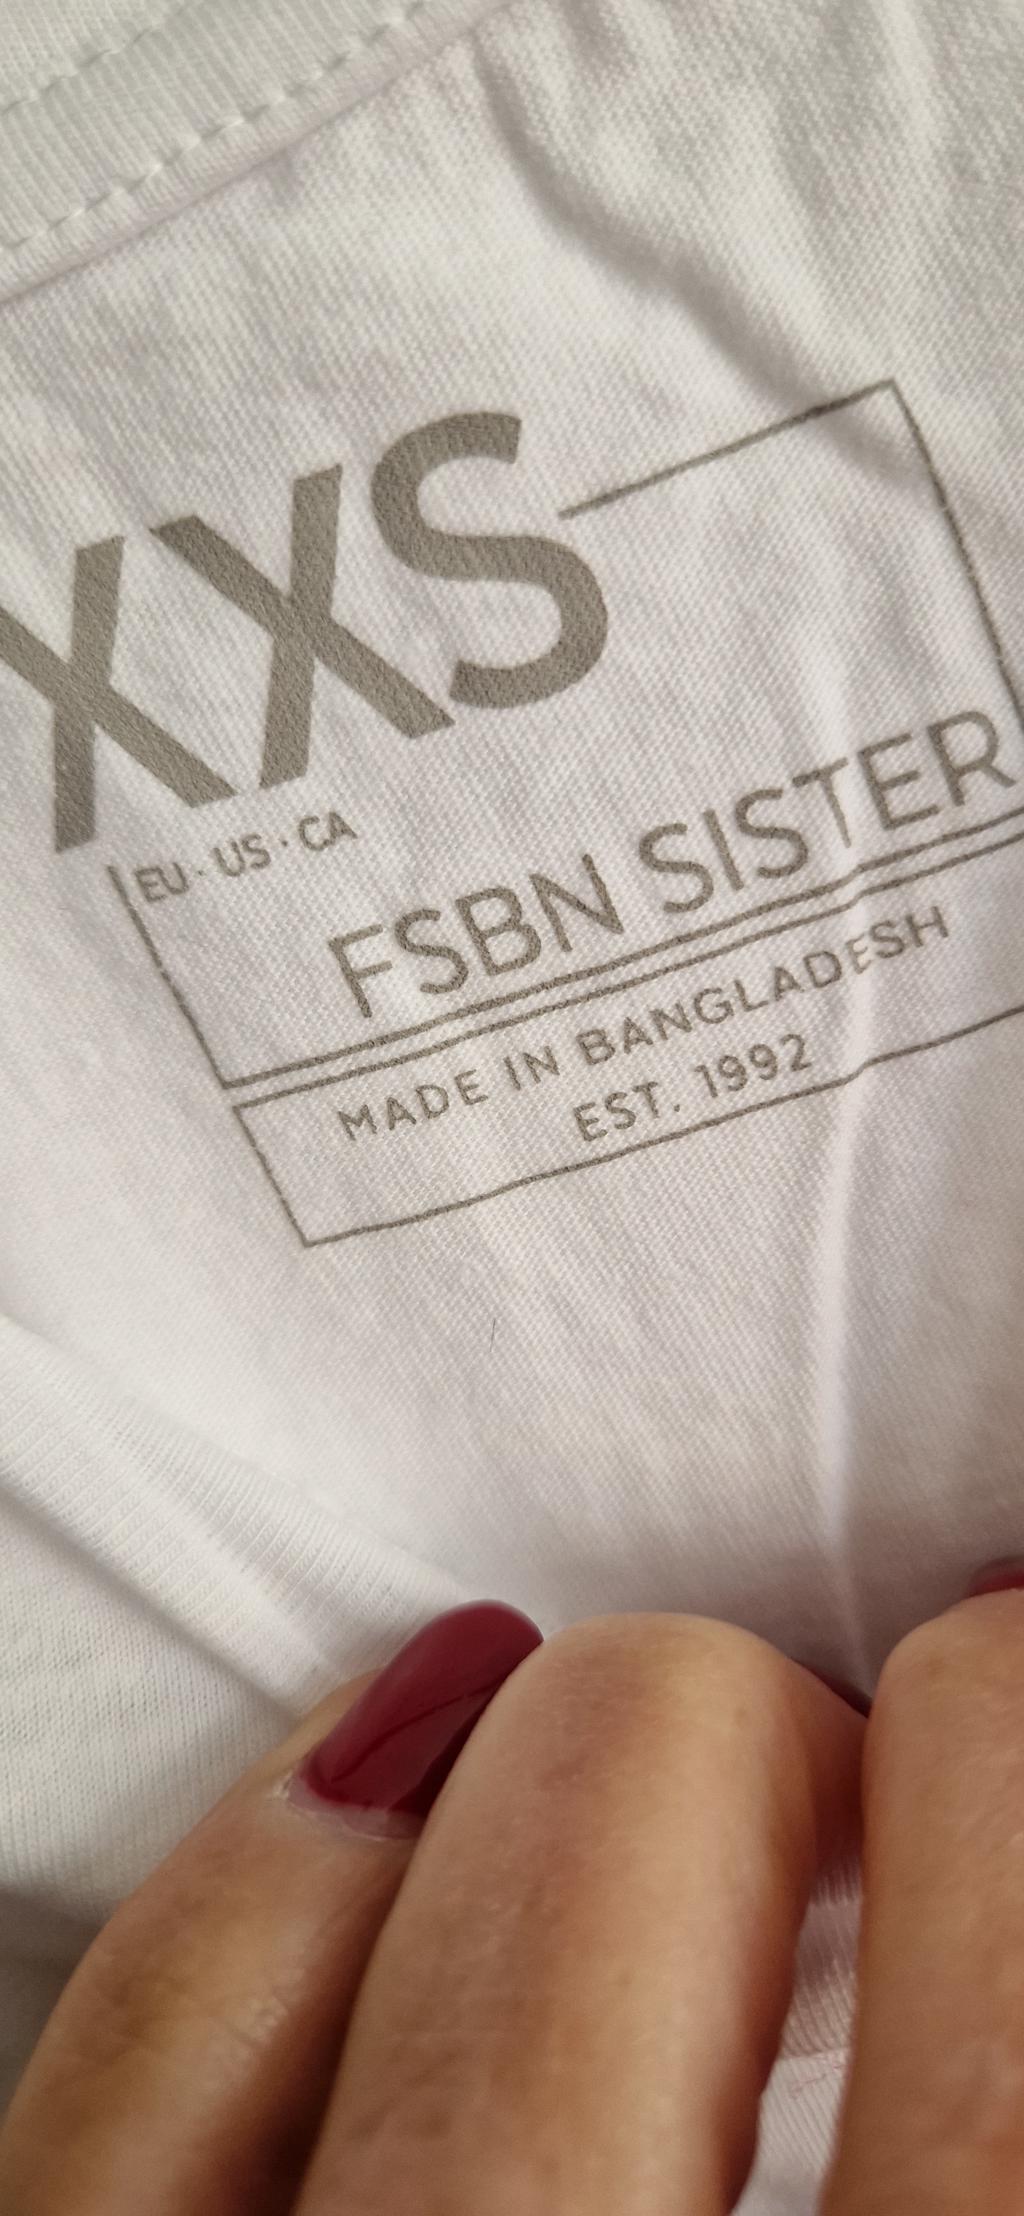 XXS
EU · US · CA
FSBN SISTER
MADE IN BANGLADESH
EST. 1992